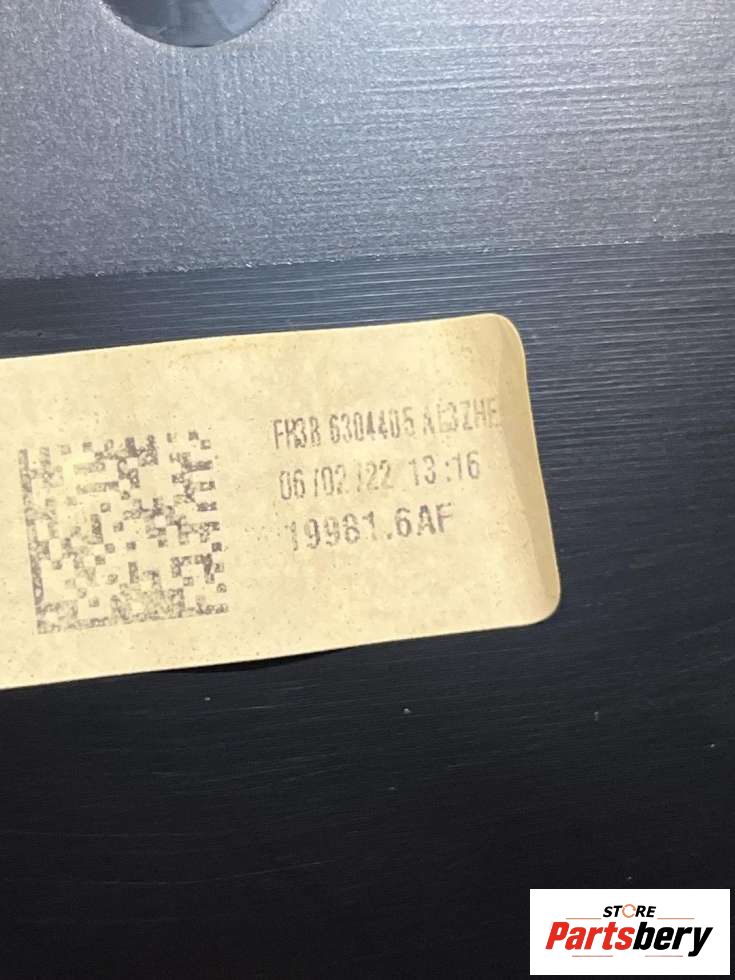 FR3B 6304405 AE3ZHE
06/02/22 13:16
19981.6AF
STORE
Partsbery